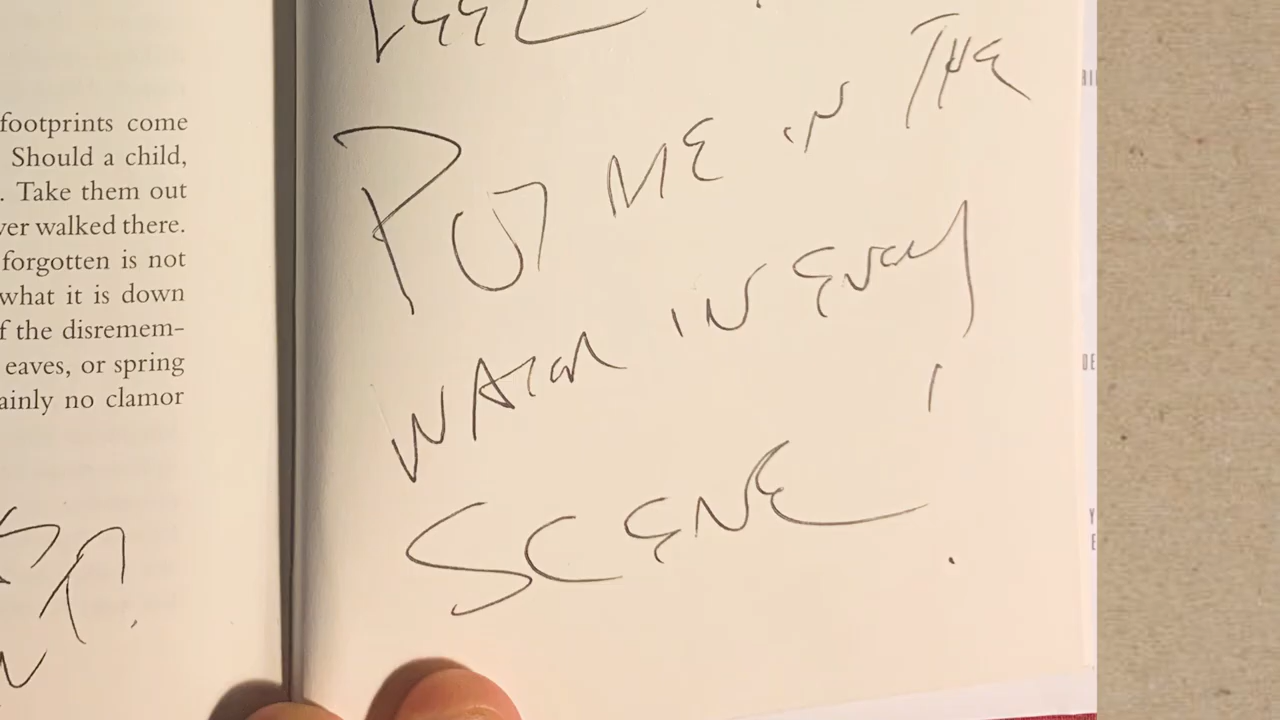 footprints come
Should a child,
. Take them out
ver walked there.
forgotten is not
what it is down
f the disremem-
eaves, or spring
ainly no clamor
PUT ME IN THE
WATER IN EVERY
SCENE!